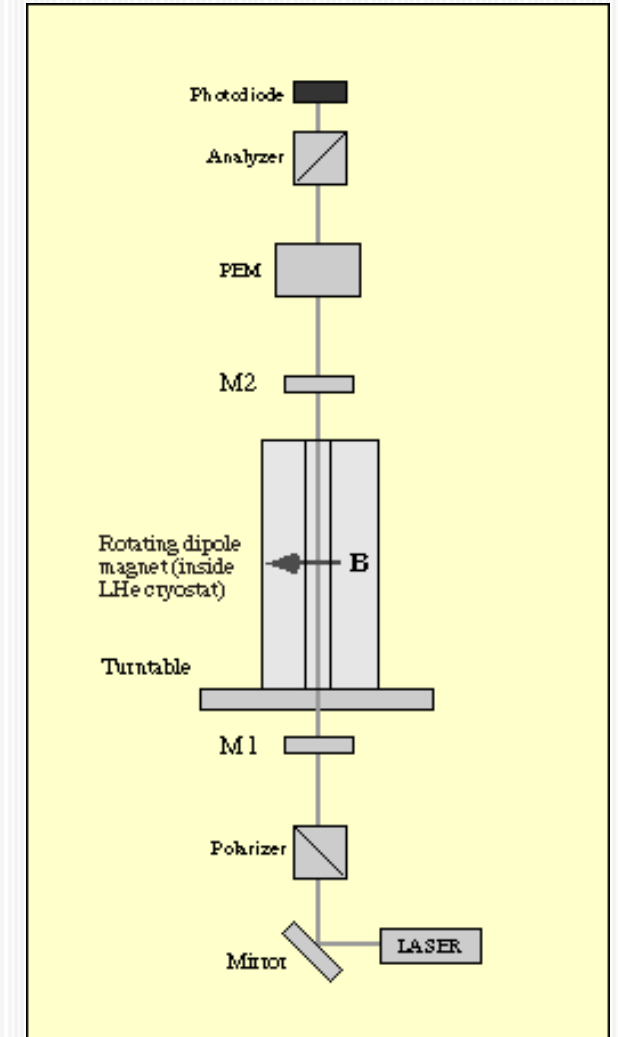 Photodiode
Analyzer
PEM
M2
Rotating dipole
magnet (inside
LHe cryostat)
B
Turntable
M1
Polarizer
LASER
Mirror